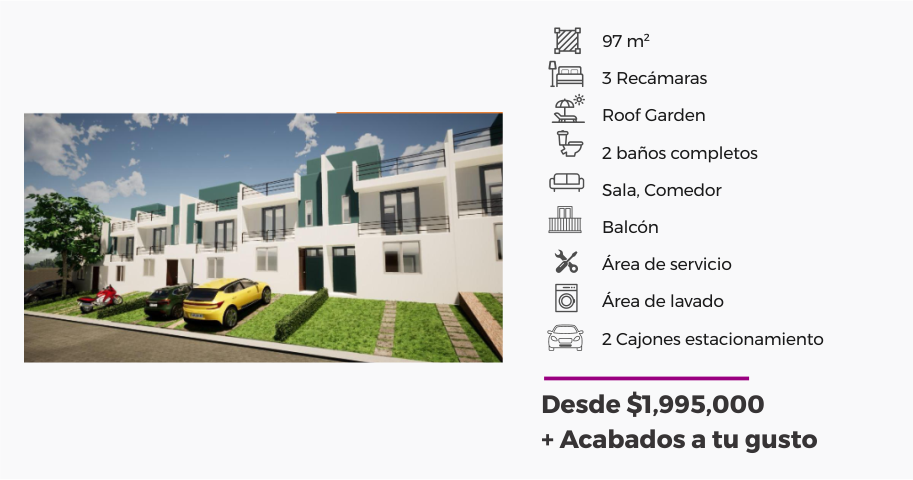 97 m²
3 Recámaras
Roof Garden
2 baños completos
Sala, Comedor
Balcón
Área de servicio
Área de lavado
2 Cajones estacionamiento
Desde $1,995,000
+ Acabados a tu gusto